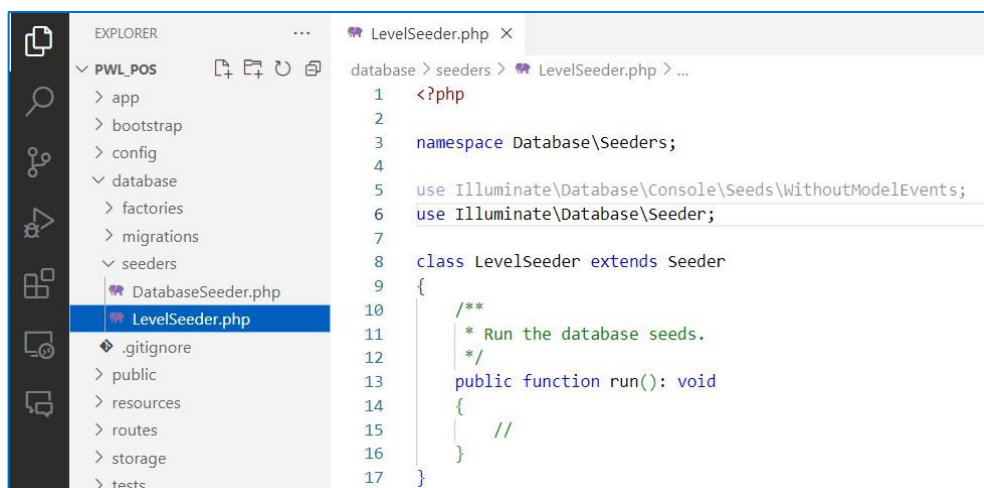 EXPLORER
...
PWL_POS
app
bootstrap
config
database
factories
migrations
seeders
DatabaseSeeder.php
LevelSeeder.php
.gitignore
public
resources
routes
storage
tests
LevelSeeder.php
database > seeders > LevelSeeder.php > ...
1 <?php
2
3 namespace Database\Seeders;
4
5 use Illuminate\Database\Console\Seeds\WithoutModelEvents;
6 use Illuminate\Database\Seeder;
7
8 class LevelSeeder extends Seeder
9 {
10 /**
11 * Run the database seeds.
12 */
13 public function run(): void
14 {
15 //
16 }
17 }